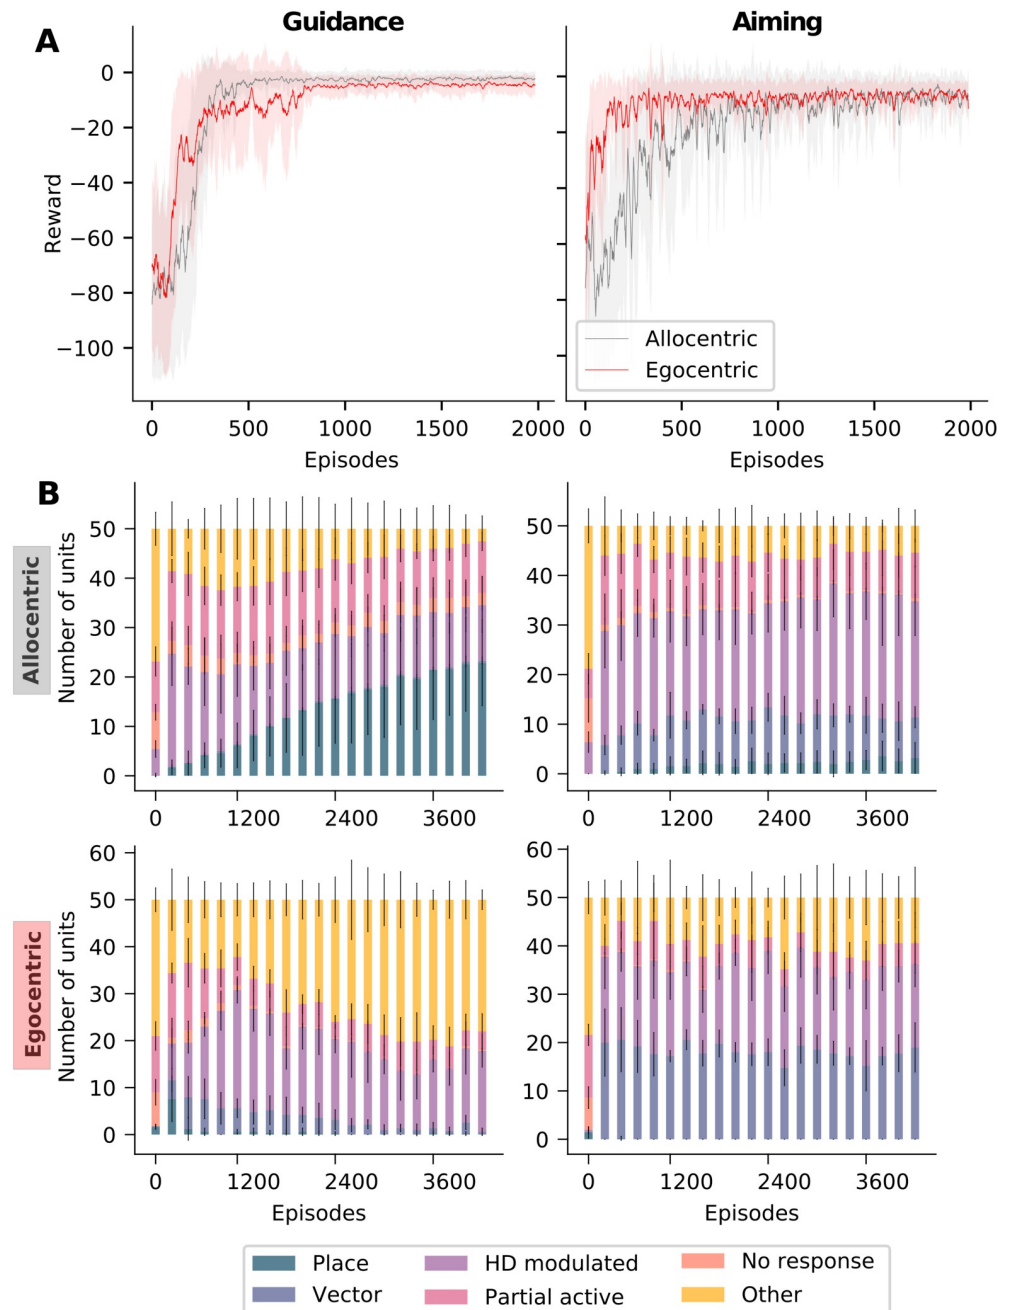 A
Guidance
Aiming
0
−20
−40
−60
−80
−100
Reward
Allocentric
Egocentric
0 500 1000 1500 2000
0 500 1000 1500 2000
Episodes
Episodes
B
Allocentric
Number of units
50
40
30
20
10
0
50
40
30
20
10
0
0 1200 2400 3600
0 1200 2400 3600
Egocentric
Number of units
60
50
40
30
20
10
0
60
50
40
30
20
10
0
0 1200 2400 3600
0 1200 2400 3600
Episodes
Episodes
Place
HD modulated
No response
Vector
Partial active
Other